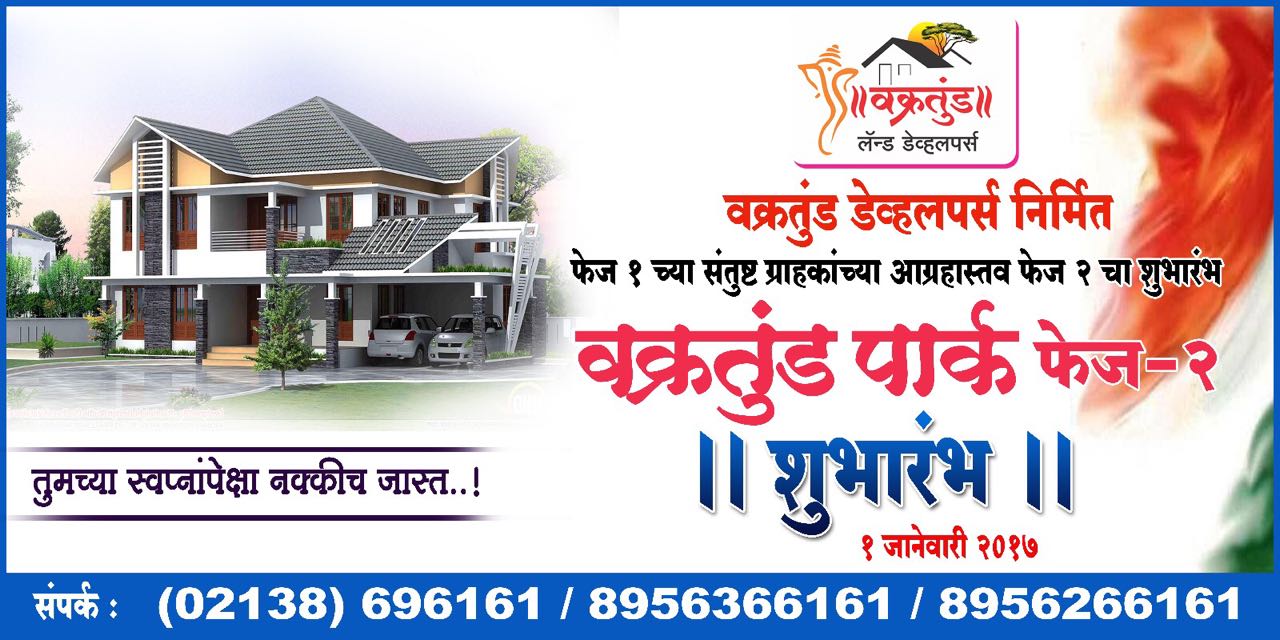 ॥वक्रतुंड॥
लॅन्ड डेव्हलपर्स
वक्रतुंड डेव्हलपर्स निर्मित
फेज १ च्या संतुष्ट ग्राहकांच्या आग्रहास्तव फेज २ चा शुभारंभ
वक्रतुंड पार्क फेज-२
॥ शुभारंभ ॥
१ जानेवारी २०१७
तुमच्या स्वप्नांपेक्षा नक्कीच जास्त..!
संपर्क : (02138) 696161 / 8956366161 / 8956266161